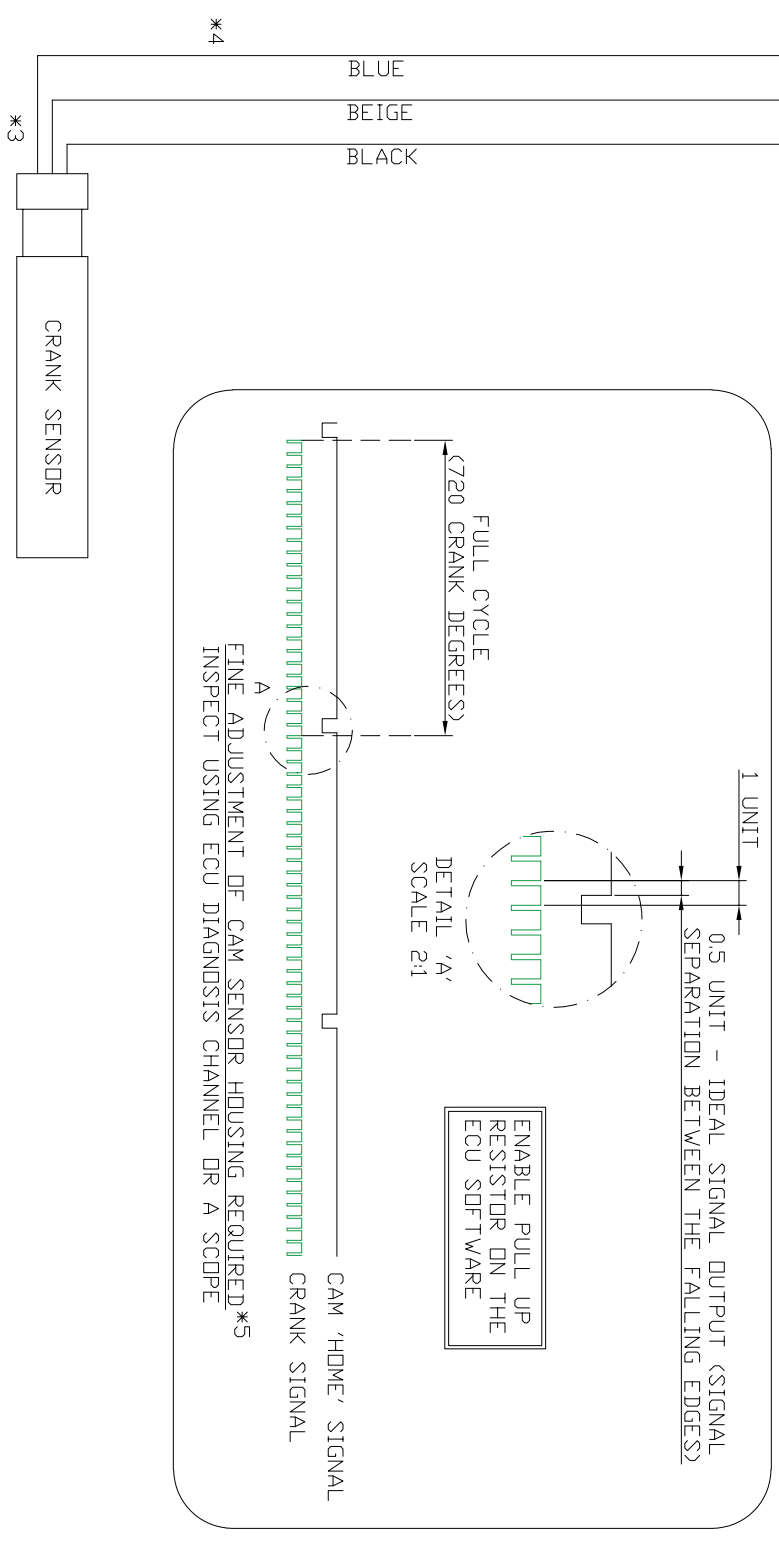 *4
BLUE
BEIGE
BLACK
*3
CRANK SENSOR
1 UNIT
0.5 UNIT - IDEAL SIGNAL OUTPUT (SIGNAL
SEPARATION BETWEEN THE FALLING EDGES)
FULL CYCLE
(720 CRANK DEGREES)
DETAIL 'A'
SCALE 2:1
ENABLE PULL UP
RESISTOR ON THE
ECU SOFTWARE
A
CAM 'HOME' SIGNAL
CRANK SIGNAL
FINE ADJUSTMENT OF CAM SENSOR HOUSING REQUIRED*5
INSPECT USING ECU DIAGNOSIS CHANNEL OR A SCOPE